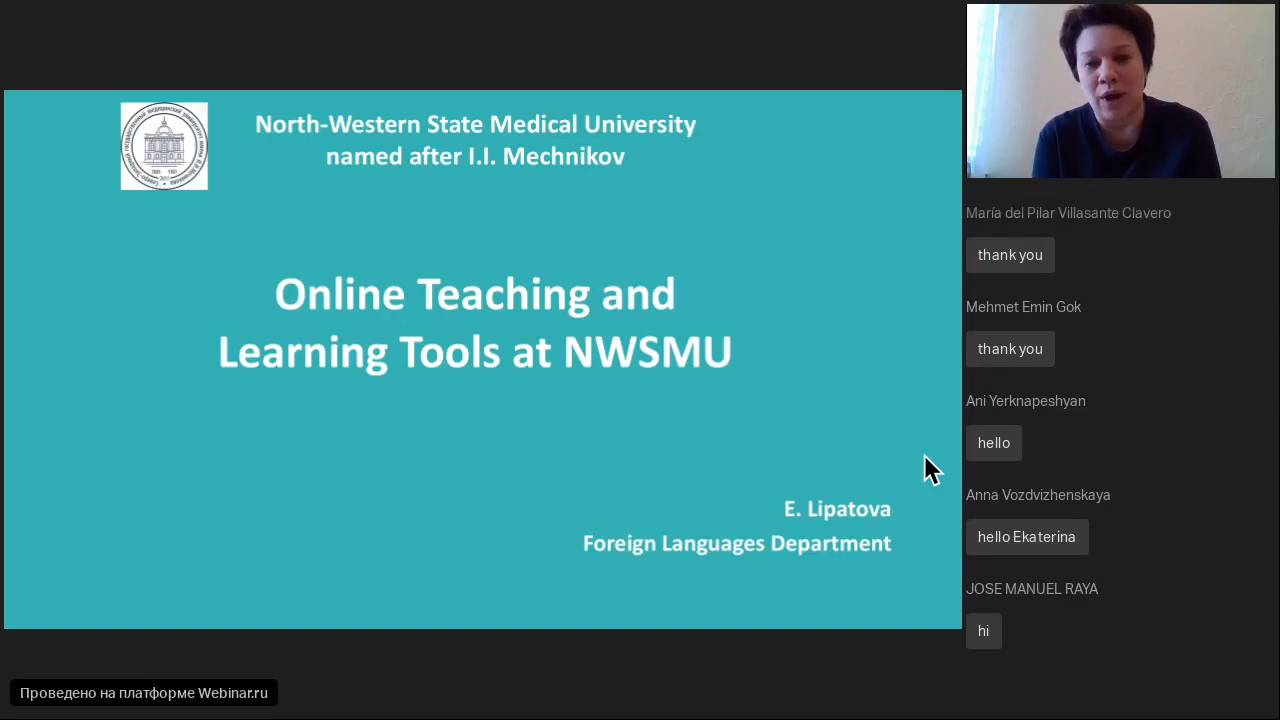 North-Western State Medical University
named after I.I. Mechnikov
Online Teaching and
Learning Tools at NWSMU
E. Lipatova
Foreign Languages Department
María del Pilar Villasante Clavero
thank you
Mehmet Emin Gok
thank you
Ani Yerknapeshyan
hello
Anna Vozdvizhenskaya
hello Ekaterina
JOSE MANUEL RAYA
hi
Проведено на платформе Webinar.ru